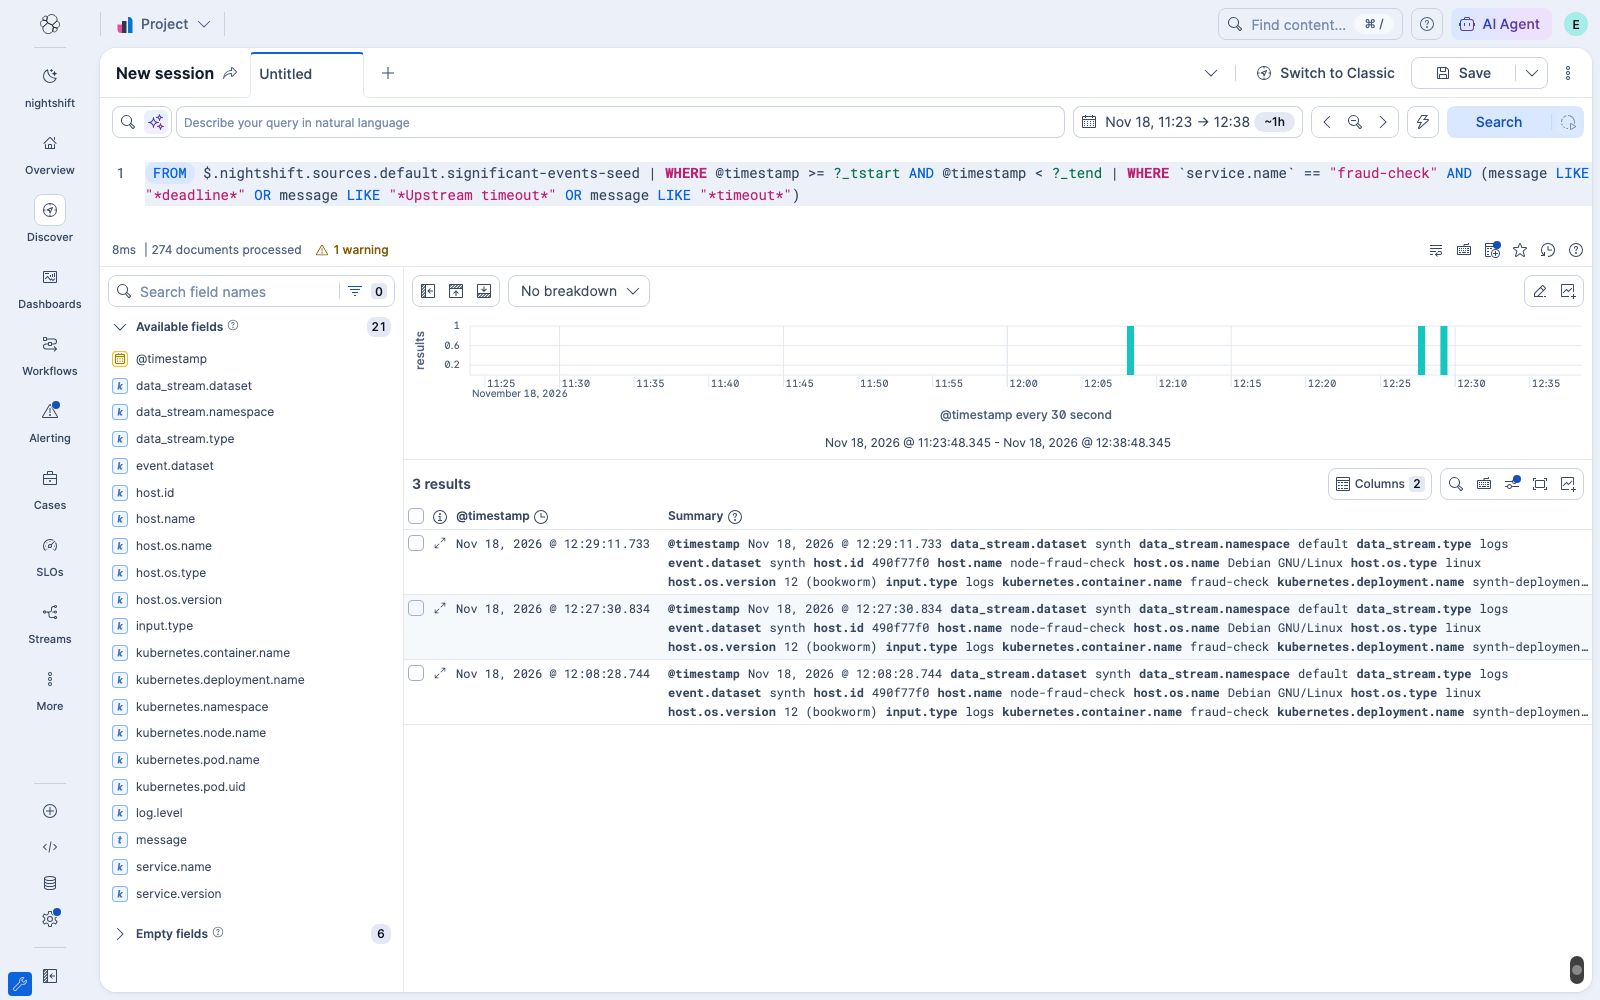 Project
Find content...
⌘ /
AI Agent
E
nightshift
Overview
Discover
Dashboards
Workflows
Alerting
Cases
SLOs
Streams
More
New session
Untitled
Switch to Classic
Save
Describe your query in natural language
Nov 18, 11:23 → 12:38 ~1h
Search
1 FROM $.nightshift.sources.default.significant-events-seed | WHERE @timestamp >= ?_tstart AND @timestamp < ?_tend | WHERE `service.name` == "fraud-check" AND (message LIKE
"*deadline*" OR message LIKE "*Upstream timeout*" OR message LIKE "*timeout*")
8ms | 274 documents processed 1 warning
Search field names 0
Available fields 21
@timestamp
k data_stream.dataset
k data_stream.namespace
k data_stream.type
k event.dataset
k host.id
k host.name
k host.os.name
k host.os.type
k host.os.version
k input.type
k kubernetes.container.name
k kubernetes.deployment.name
k kubernetes.namespace
k kubernetes.node.name
k kubernetes.pod.name
k kubernetes.pod.uid
k log.level
t message
k service.name
k service.version
Empty fields 6
No breakdown
results
1
0.6
0.2
11:25 11:30 11:35 11:40 11:45 11:50 11:55 12:00 12:05 12:10 12:15 12:20 12:25 12:30 12:35
November 18, 2026
@timestamp every 30 second
Nov 18, 2026 @ 11:23:48.345 - Nov 18, 2026 @ 12:38:48.345
3 results
Columns 2
@timestamp Summary
Nov 18, 2026 @ 12:29:11.733 @timestamp Nov 18, 2026 @ 12:29:11.733 data_stream.dataset synth data_stream.namespace default data_stream.type logs
event.dataset synth host.id 490f77f0 host.name node-fraud-check host.os.name Debian GNU/Linux host.os.type linux
host.os.version 12 (bookworm) input.type logs kubernetes.container.name fraud-check kubernetes.deployment.name synth-deploymen…
Nov 18, 2026 @ 12:27:30.834 @timestamp Nov 18, 2026 @ 12:27:30.834 data_stream.dataset synth data_stream.namespace default data_stream.type logs
event.dataset synth host.id 490f77f0 host.name node-fraud-check host.os.name Debian GNU/Linux host.os.type linux
host.os.version 12 (bookworm) input.type logs kubernetes.container.name fraud-check kubernetes.deployment.name synth-deploymen…
Nov 18, 2026 @ 12:08:28.744 @timestamp Nov 18, 2026 @ 12:08:28.744 data_stream.dataset synth data_stream.namespace default data_stream.type logs
event.dataset synth host.id 490f77f0 host.name node-fraud-check host.os.name Debian GNU/Linux host.os.type linux
host.os.version 12 (bookworm) input.type logs kubernetes.container.name fraud-check kubernetes.deployment.name synth-deploymen…